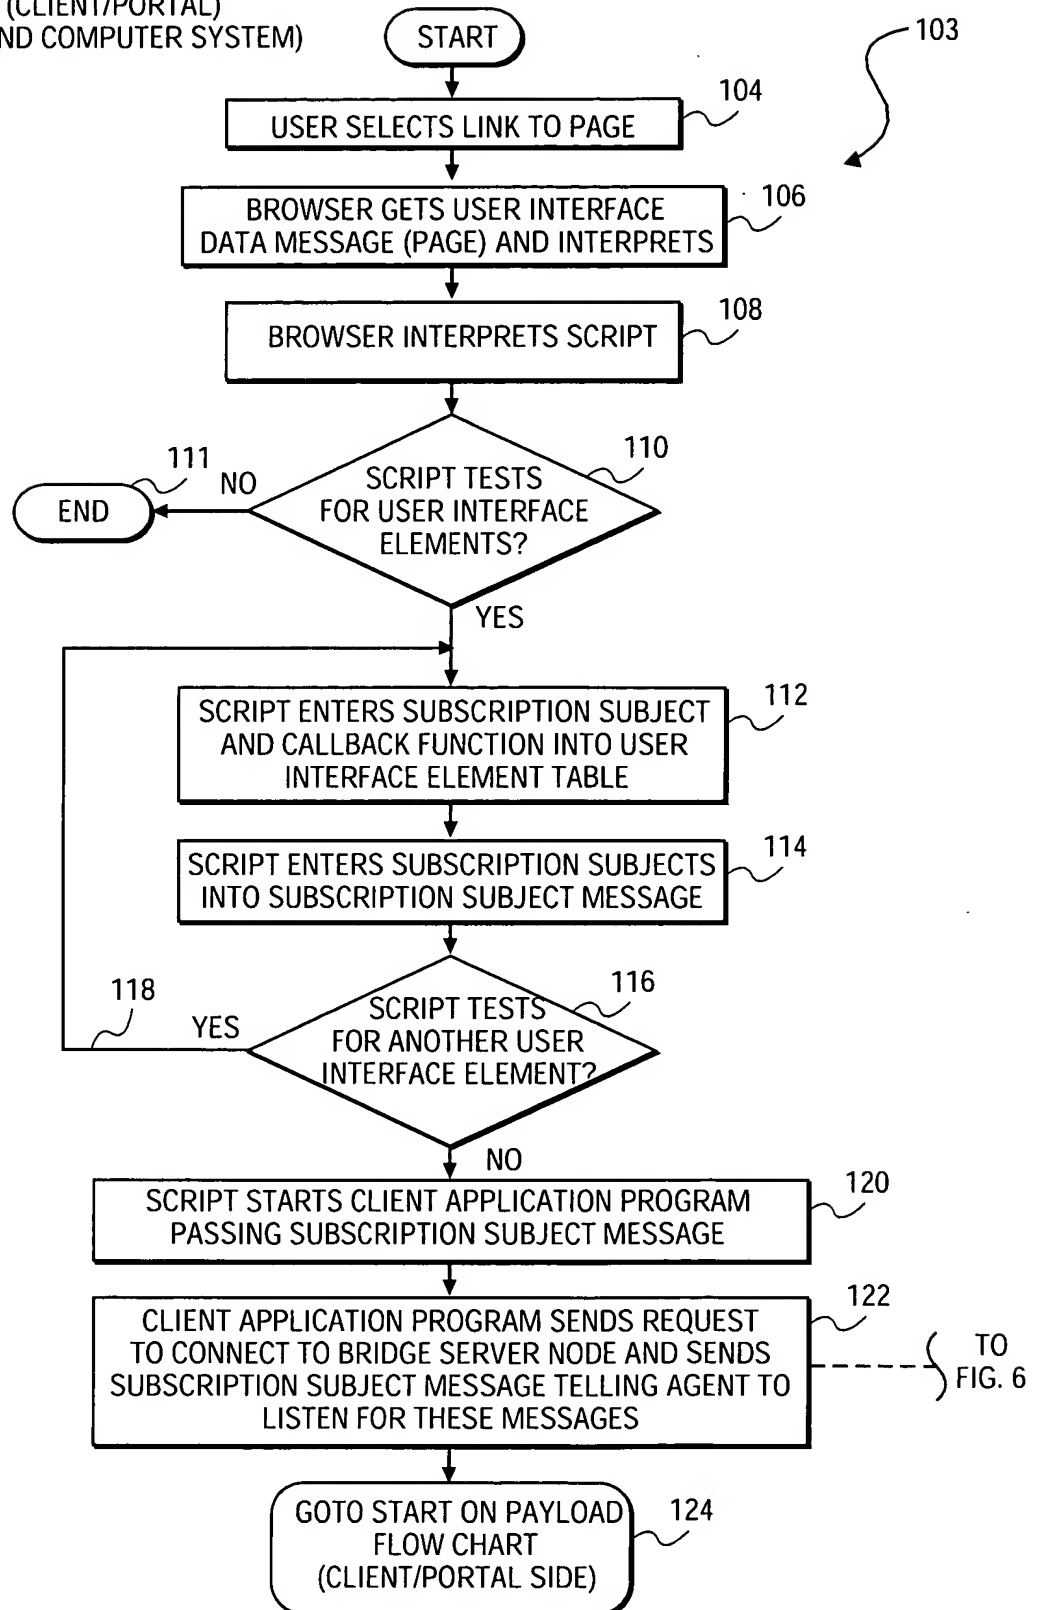 (CLIENT/PORTAL)
ND COMPUTER SYSTEM)
START
103
104
USER SELECTS LINK TO PAGE
106
BROWSER GETS USER INTERFACE
DATA MESSAGE (PAGE) AND INTERPRETS
108
BROWSER INTERPRETS SCRIPT
110
111
NO
END
SCRIPT TESTS
FOR USER INTERFACE
ELEMENTS?
YES
112
SCRIPT ENTERS SUBSCRIPTION SUBJECT
AND CALLBACK FUNCTION INTO USER
INTERFACE ELEMENT TABLE
114
SCRIPT ENTERS SUBSCRIPTION SUBJECTS
INTO SUBSCRIPTION SUBJECT MESSAGE
116
118
YES
SCRIPT TESTS
FOR ANOTHER USER
INTERFACE ELEMENT?
NO
120
SCRIPT STARTS CLIENT APPLICATION PROGRAM
PASSING SUBSCRIPTION SUBJECT MESSAGE
122
CLIENT APPLICATION PROGRAM SENDS REQUEST
TO CONNECT TO BRIDGE SERVER NODE AND SENDS
SUBSCRIPTION SUBJECT MESSAGE TELLING AGENT TO
LISTEN FOR THESE MESSAGES
TO
FIG. 6
124
GOTO START ON PAYLOAD
FLOW CHART
(CLIENT/PORTAL SIDE)